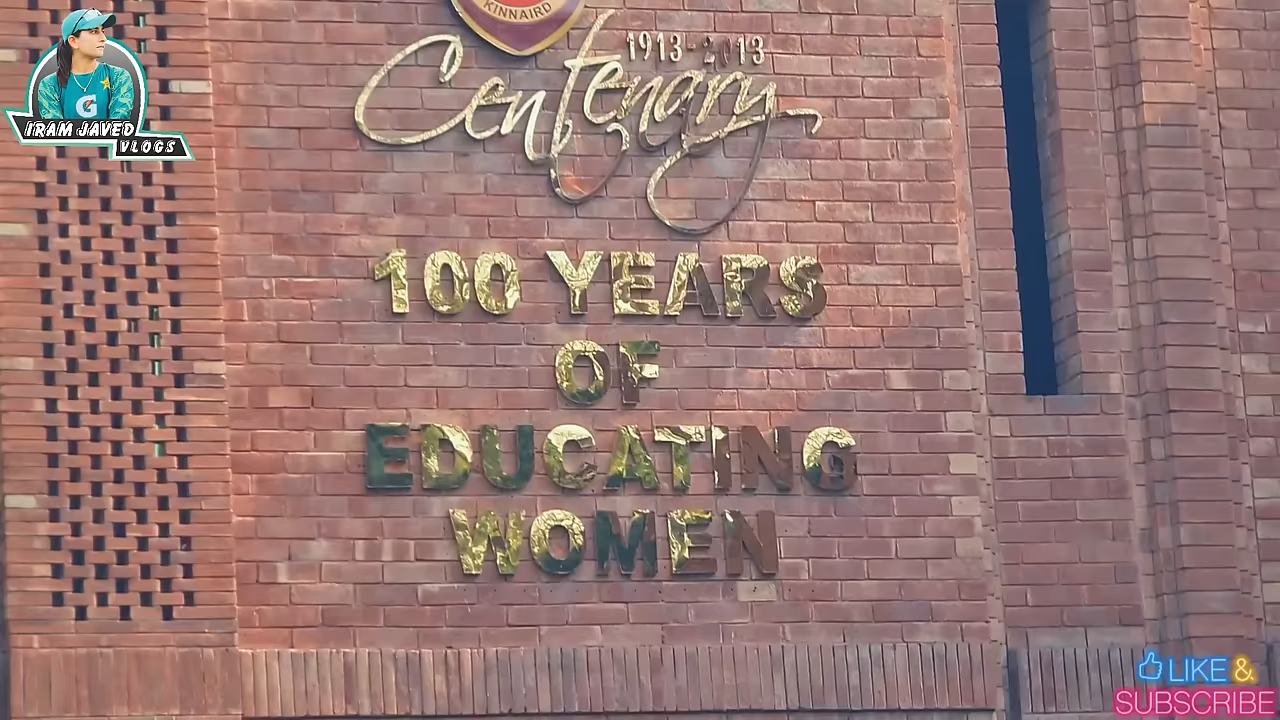 KINNAIRD
1913-2013
Centenary
100 YEARS
OF
EDUCATING
WOMEN
G
IRAM JAVED
VLOGS
LIKE &
SUBSCRIBE